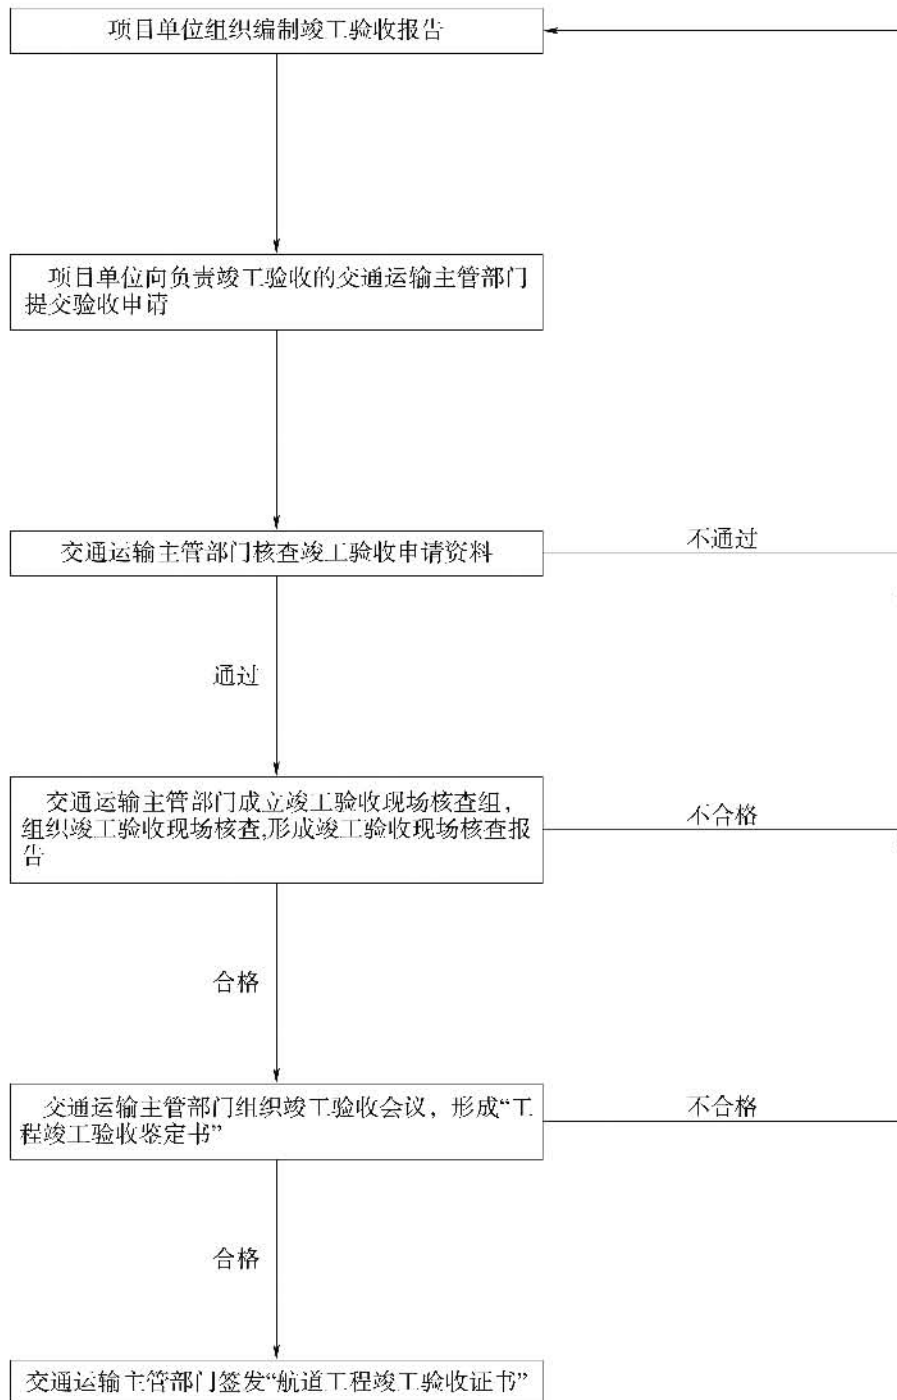 项目单位组织编制竣工验收报告
项目单位向负责竣工验收的交通运输主管部门
提交验收申请
交通运输主管部门核查竣工验收申请资料
不通过
通过
交通运输主管部门成立竣工验收现场核查组，
组织竣工验收现场核查,形成竣工验收现场核查报
告
不合格
合格
交通运输主管部门组织竣工验收会议，形成“工
程竣工验收鉴定书”
不合格
合格
交通运输主管部门签发“航道工程竣工验收证书”